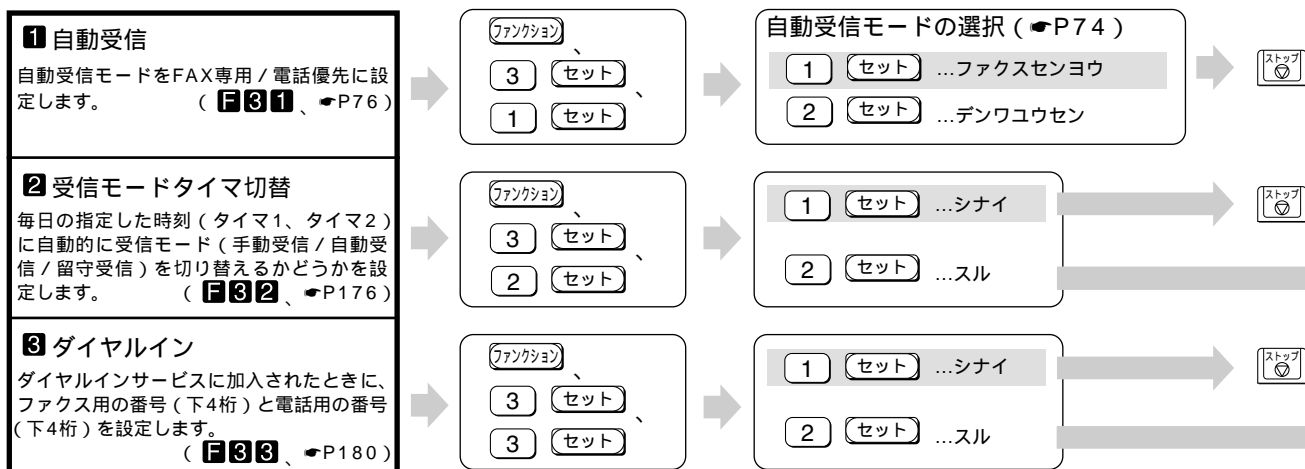 1 自動受信
自動受信モードをFAX専用/電話優先に設
定します。 (F31、☛P76)
ファンクション、
3 セット、
1 セット
自動受信モードの選択(☛P74)
1 セット …ファクスセンヨウ
2 セット …デンワユウセン
ストップ
2 受信モードタイマ切替
毎日の指定した時刻(タイマ1、タイマ2)
に自動的に受信モード(手動受信/自動受
信/留守受信)を切り替えるかどうかを設
定します。 (F32、☛P176)
ファンクション、
3 セット、
2 セット
1 セット …シナイ
2 セット …スル
ストップ
3 ダイヤルイン
ダイヤルインサービスに加入されたときに、
ファクス用の番号(下4桁)と電話用の番号
(下4桁)を設定します。
(F33、☛P180)
ファンクション、
3 セット、
3 セット
1 セット …シナイ
2 セット …スル
ストップ